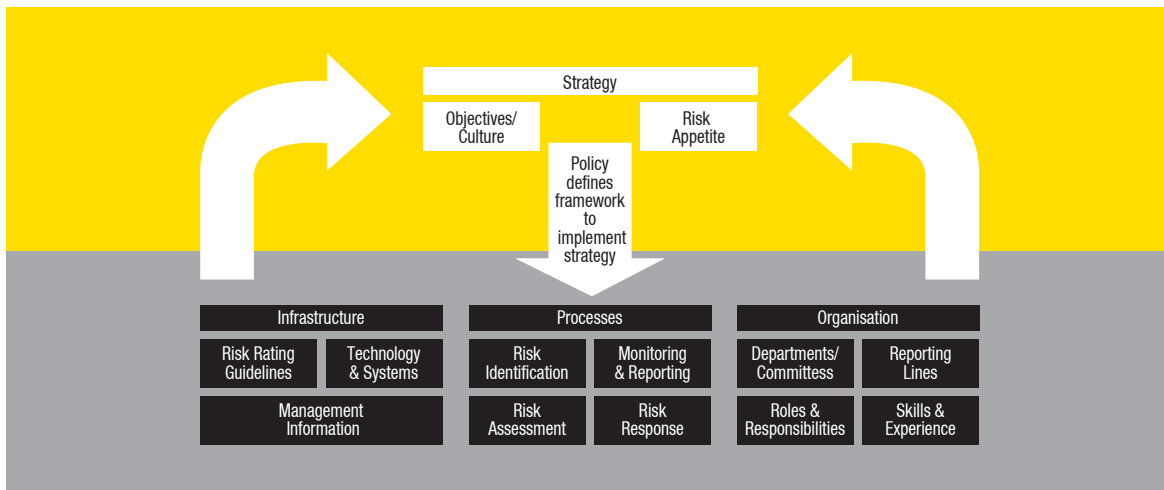 Strategy
Objectives/
Culture
Risk
Appetite
Policy
defines
framework
to
implement
strategy
Infrastructure
Risk Rating
Guidelines
Technology
& Systems
Management
Information
Processes
Risk
Identification
Monitoring
& Reporting
Risk
Assessment
Risk
Response
Organisation
Departments/
Committess
Reporting
Lines
Roles &
Responsibilities
Skills &
Experience